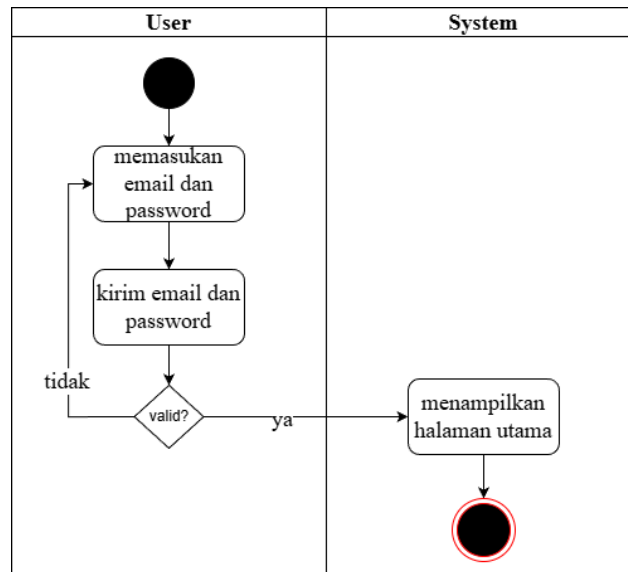 User
System
memasukan
email dan
password
kirim email dan
password
tidak
valid?
ya
menampilkan
halaman utama